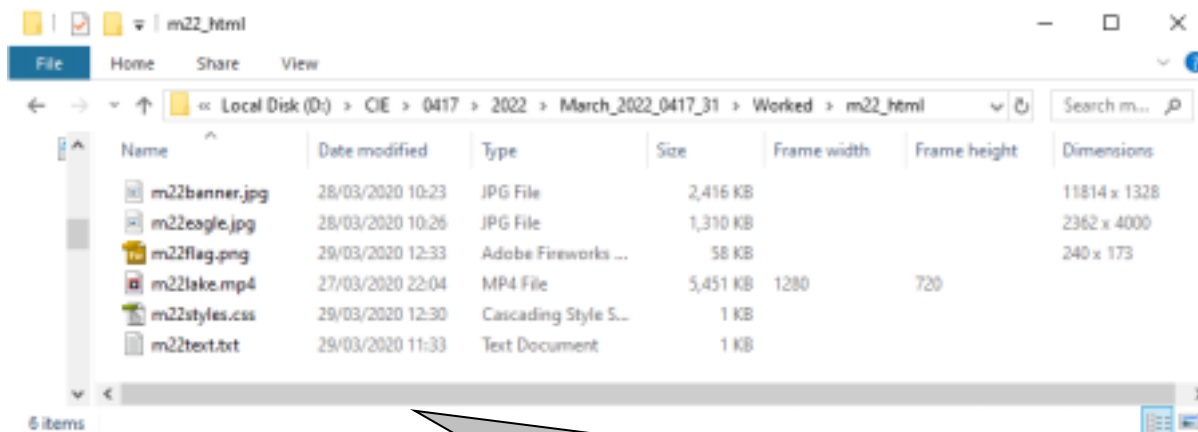 m22_html
File Home Share View
« Local Disk (D:) > CIE > 0417 > 2022 > March_2022_0417_31 > Worked > m22_html Search m...
Name Date modified Type Size Frame width Frame height Dimensions
m22banner.jpg 28/03/2020 10:23 JPG File 2,416 KB 11814 x 1328
m22eagle.jpg 28/03/2020 10:26 JPG File 1,310 KB 2362 x 4000
m22flag.png 29/03/2020 12:33 Adobe Fireworks ... 58 KB 240 x 173
m22lake.mp4 27/03/2020 22:04 MP4 File 5,451 KB 1280 720
m22styles.css 29/03/2020 12:30 Cascading Style S... 1 KB
m22text.txt 29/03/2020 11:33 Text Document 1 KB
6 items